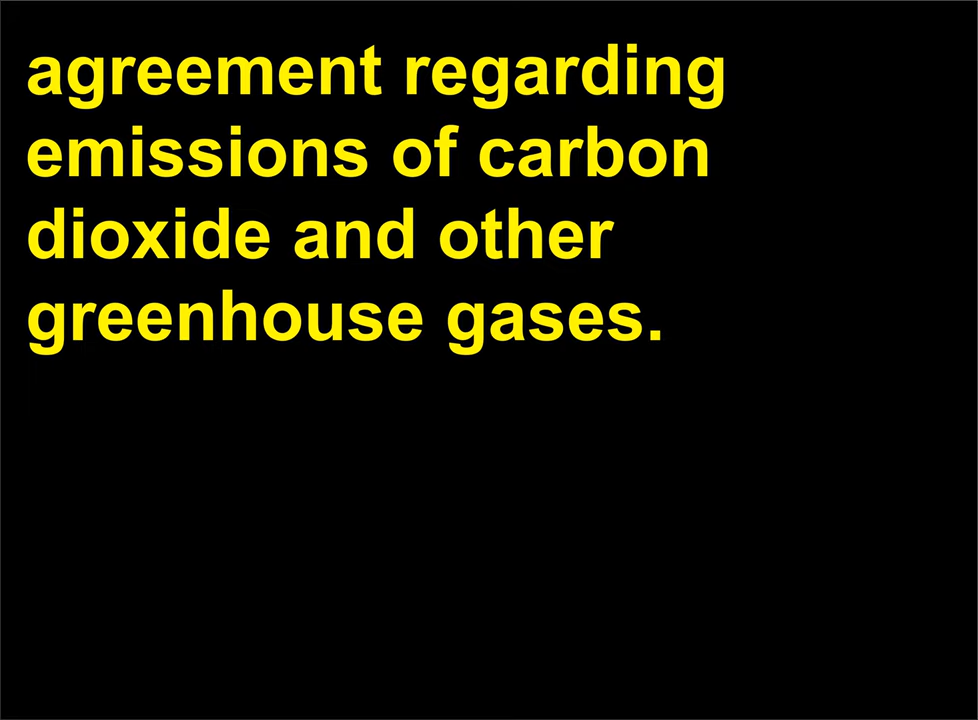 agreement regarding
emissions of carbon
dioxide and other
greenhouse gases.